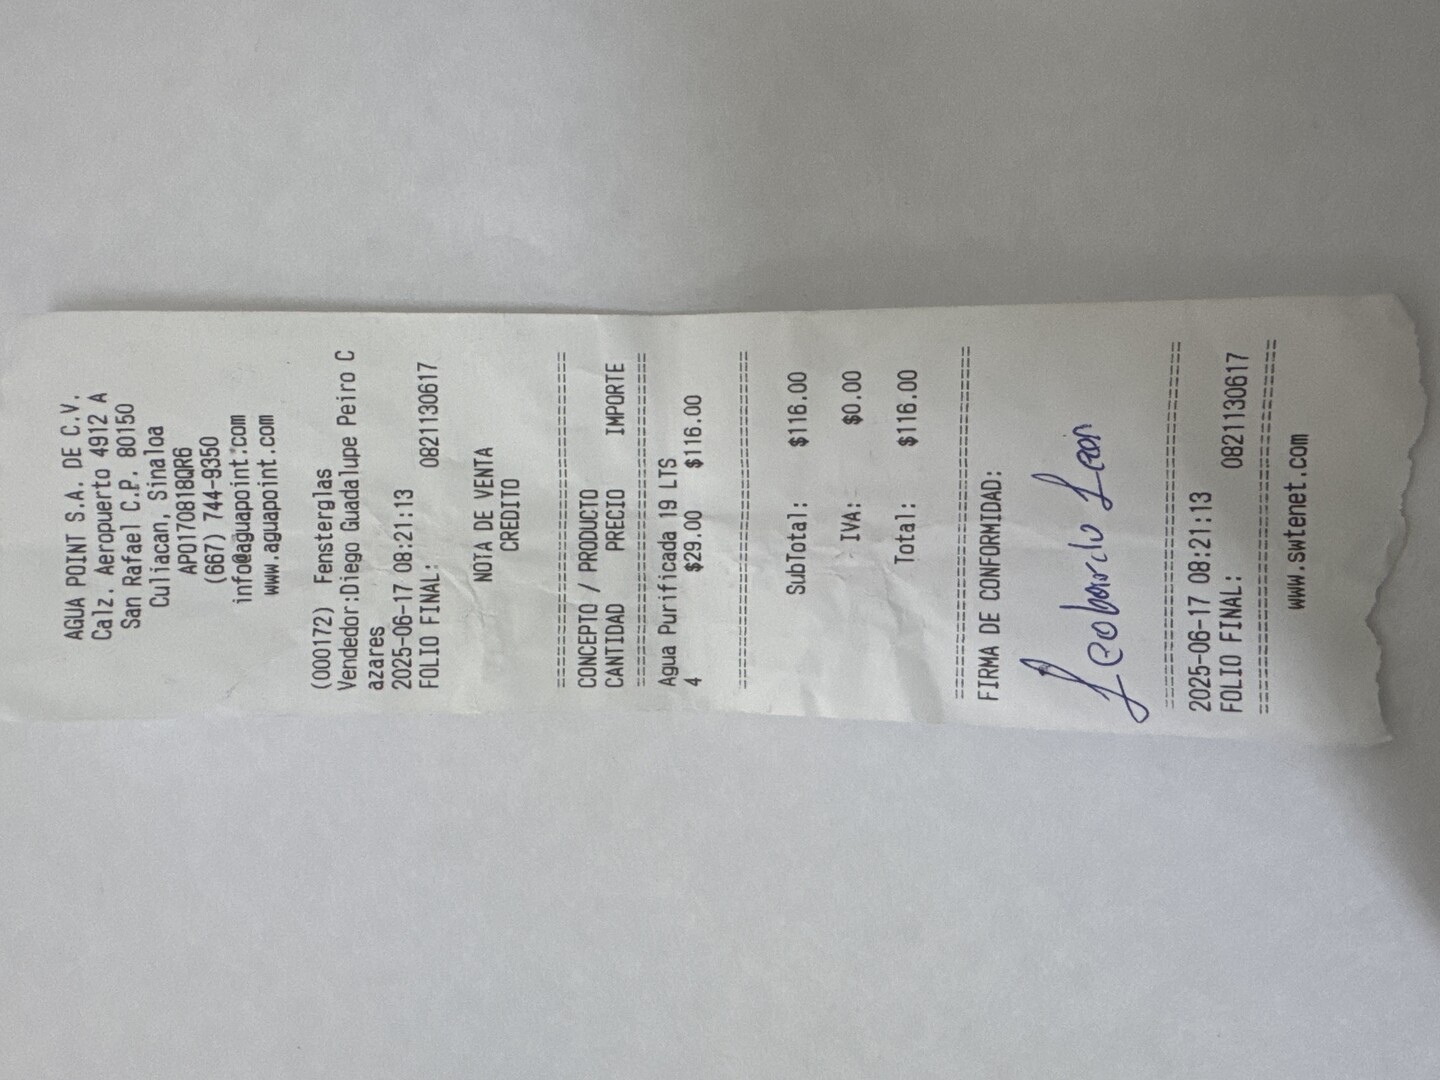 AGUA POINT S.A. DE C.V.
Calz. Aeropuerto 4912 A
San Rafael C.P. 80150
Culiacan, Sinaloa
APO170818QR6
(667) 744-9350
info@aguapoint.com
www.aguapoint.com
(000172) Fensterglas
Vendedor:Diego Guadalupe Peiro C
azares
2025-06-17 08:21:13
FOLIO FINAL: 0821130617
NOTA DE VENTA
CREDITO
================================
CONCEPTO / PRODUCTO
CANTIDAD PRECIO IMPORTE
================================
Agua Purificada 19 LTS
4 $29.00 $116.00
================================
SubTotal: $116.00
IVA: $0.00
Total: $116.00
================================
FIRMA DE CONFORMIDAD:
Leobardo Leon
================================
2025-06-17 08:21:13
FOLIO FINAL: 0821130617
================================
www.swtenet.com